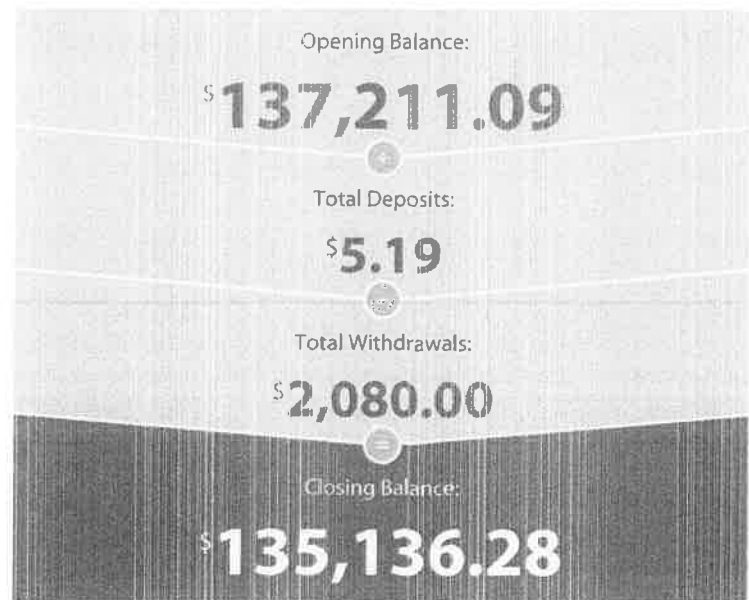 Opening Balance:
$137,211.09
+
Total Deposits:
$5.19
Total Withdrawals:
$2,080.00
=
Closing Balance:
$135,136.28